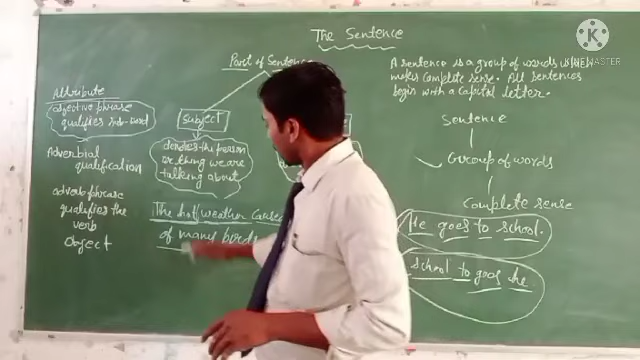 The Sentence
Part of Sentence
Attribute
adjective phrase
qualifies
Adverbial
qualification
adverb phrase
qualifies the
verb
Object
Subject
denotes the person
or thing we are
talking about
The hot weather cause
of many
A sentence is a group of words which
makes complete sense. All sentences
begin with a Capital letter.
Sentence
Group of words
Complete sense
He goes to school.
School to goes he
K
MASTER